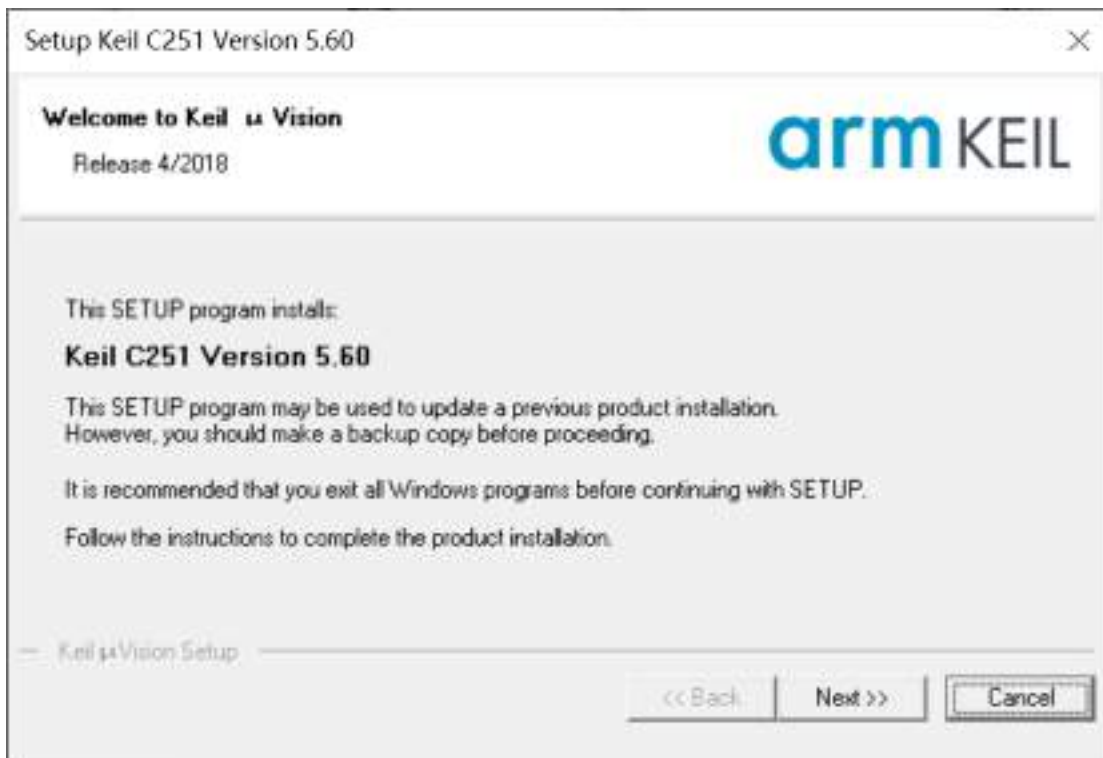 Setup Keil C251 Version 5.60
Welcome to Keil µ Vision
Release 4/2018
arm KEIL
This SETUP program installs:
Keil C251 Version 5.60
This SETUP program may be used to update a previous product installation.
However, you should make a backup copy before proceeding.
It is recommended that you exit all Windows programs before continuing with SETUP.
Follow the instructions to complete the product installation.
Keil µVision Setup
<< Back
Next >>
Cancel